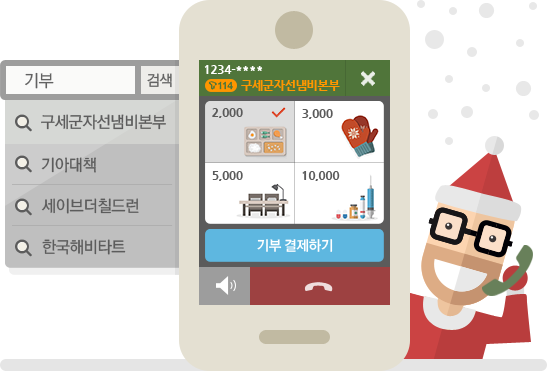 기부 검색
구세군자선냄비본부
기아대책
세이브더칠드런
한국해비타트
1234-****
114 구세군자선냄비본부
2,000
3,000
5,000
10,000
기부 결제하기